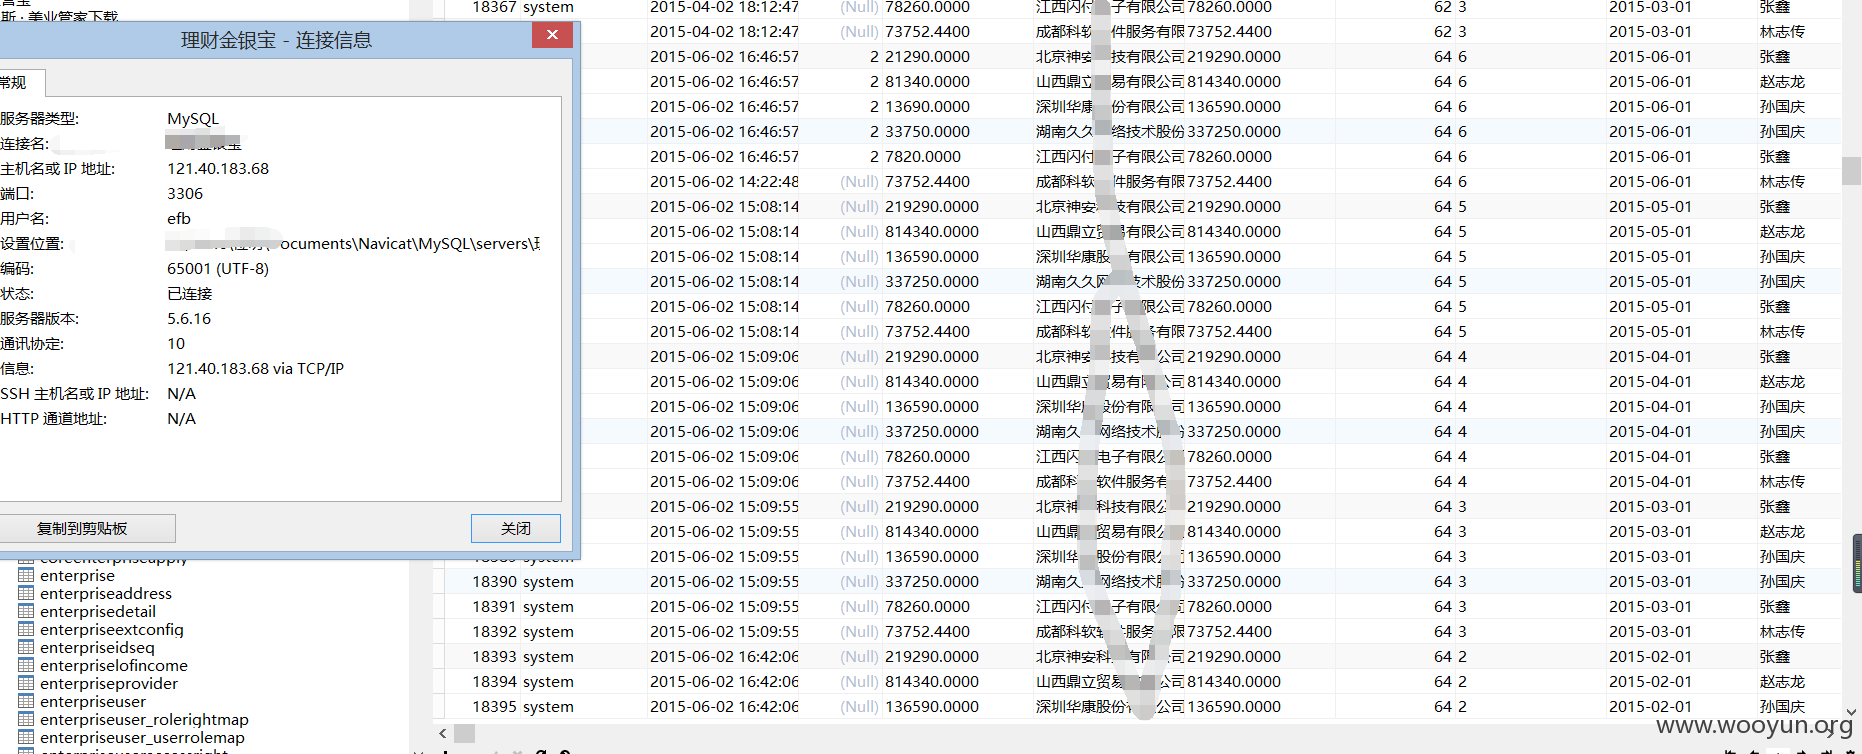 斯 · 美业管家下载
理财金银宝 - 连接信息
常规
服务器类型: MySQL
连接名:
主机名或 IP 地址: 121.40.183.68
端口: 3306
用户名: efb
设置位置: ocuments\Navicat\MySQL\servers\
编码: 65001 (UTF-8)
状态: 已连接
服务器版本: 5.6.16
通讯协定: 10
信息: 121.40.183.68 via TCP/IP
SSH 主机名或 IP 地址: N/A
HTTP 通道地址: N/A
复制到剪贴板 关闭
enterprise
enterpriseaddress
enterprisedetail
enterpriseextconfig
enterpriseidseq
enterpriselofincome
enterpriseprovider
enterpriseuser
enterpriseuser_rolerightmap
enterpriseuser_userrolemap
18367 system 2015-04-02 18:12:47 (Null) 78260.0000 江西闪付 子有限公司 78260.0000 62 3 2015-03-01 张鑫
2015-04-02 18:12:47 (Null) 73752.4400 成都科软 件服务有限 73752.4400 62 3 2015-03-01 林志传
2015-06-02 16:46:57 2 21290.0000 北京神安 技有限公司 219290.0000 64 6 2015-06-01 张鑫
2015-06-02 16:46:57 2 81340.0000 山西鼎立 易有限公司 814340.0000 64 6 2015-06-01 赵志龙
2015-06-02 16:46:57 2 13690.0000 深圳华康 份有限公司 136590.0000 64 6 2015-06-01 孙国庆
2015-06-02 16:46:57 2 33750.0000 湖南久久 络技术股份 337250.0000 64 6 2015-06-01 孙国庆
2015-06-02 16:46:57 2 7820.0000 江西闪付 子有限公司 78260.0000 64 6 2015-06-01 张鑫
2015-06-02 14:22:48 (Null) 73752.4400 成都科软 件服务有限 73752.4400 64 6 2015-06-01 林志传
2015-06-02 15:08:14 (Null) 219290.0000 北京神安 技有限公司 219290.0000 64 5 2015-05-01 张鑫
2015-06-02 15:08:14 (Null) 814340.0000 山西鼎立贸 有限公司 814340.0000 64 5 2015-05-01 赵志龙
2015-06-02 15:08:14 (Null) 136590.0000 深圳华康股 有限公司 136590.0000 64 5 2015-05-01 孙国庆
2015-06-02 15:08:14 (Null) 337250.0000 湖南久久网 技术股份 337250.0000 64 5 2015-05-01 孙国庆
2015-06-02 15:08:14 (Null) 78260.0000 江西闪付 子 限公司 78260.0000 64 5 2015-05-01 张鑫
2015-06-02 15:08:14 (Null) 73752.4400 成都科软 件服务有限 73752.4400 64 5 2015-05-01 林志传
2015-06-02 15:09:06 (Null) 219290.0000 北京神安 技有 公司 219290.0000 64 4 2015-04-01 张鑫
2015-06-02 15:09:06 (Null) 814340.0000 山西鼎立 贸易有限公司 814340.0000 64 4 2015-04-01 赵志龙
2015-06-02 15:09:06 (Null) 136590.0000 深圳华 股份有限公司 136590.0000 64 4 2015-04-01 孙国庆
2015-06-02 15:09:06 (Null) 337250.0000 湖南久 网络技术股份 337250.0000 64 4 2015-04-01 孙国庆
2015-06-02 15:09:06 (Null) 78260.0000 江西闪 电子有限公 78260.0000 64 4 2015-04-01 张鑫
2015-06-02 15:09:06 (Null) 73752.4400 成都科 软件服务有 73752.4400 64 4 2015-04-01 林志传
2015-06-02 15:09:55 (Null) 219290.0000 北京神 科技有限公 219290.0000 64 3 2015-03-01 张鑫
2015-06-02 15:09:55 (Null) 814340.0000 山西鼎 贸易有限公 814340.0000 64 3 2015-03-01 赵志龙
2015-06-02 15:09:55 (Null) 136590.0000 深圳华 股份有限公 136590.0000 64 3 2015-03-01 孙国庆
18390 system 2015-06-02 15:09:55 (Null) 337250.0000 湖南久 网络技术股 337250.0000 64 3 2015-03-01 孙国庆
18391 system 2015-06-02 15:09:55 (Null) 78260.0000 江西闪付 子有限公司 78260.0000 64 3 2015-03-01 张鑫
18392 system 2015-06-02 15:09:55 (Null) 73752.4400 成都科软 件服务 限 73752.4400 64 3 2015-03-01 林志传
18393 system 2015-06-02 16:42:06 (Null) 219290.0000 北京神安科 有限公司 219290.0000 64 2 2015-02-01 张鑫
18394 system 2015-06-02 16:42:06 (Null) 814340.0000 山西鼎立贸易 限公司 814340.0000 64 2 2015-02-01 赵志龙
18395 system 2015-06-02 16:42:06 (Null) 136590.0000 深圳华康股份 限公司 136590.0000 64 2 2015-02-01 孙国庆
www.wooyun.org